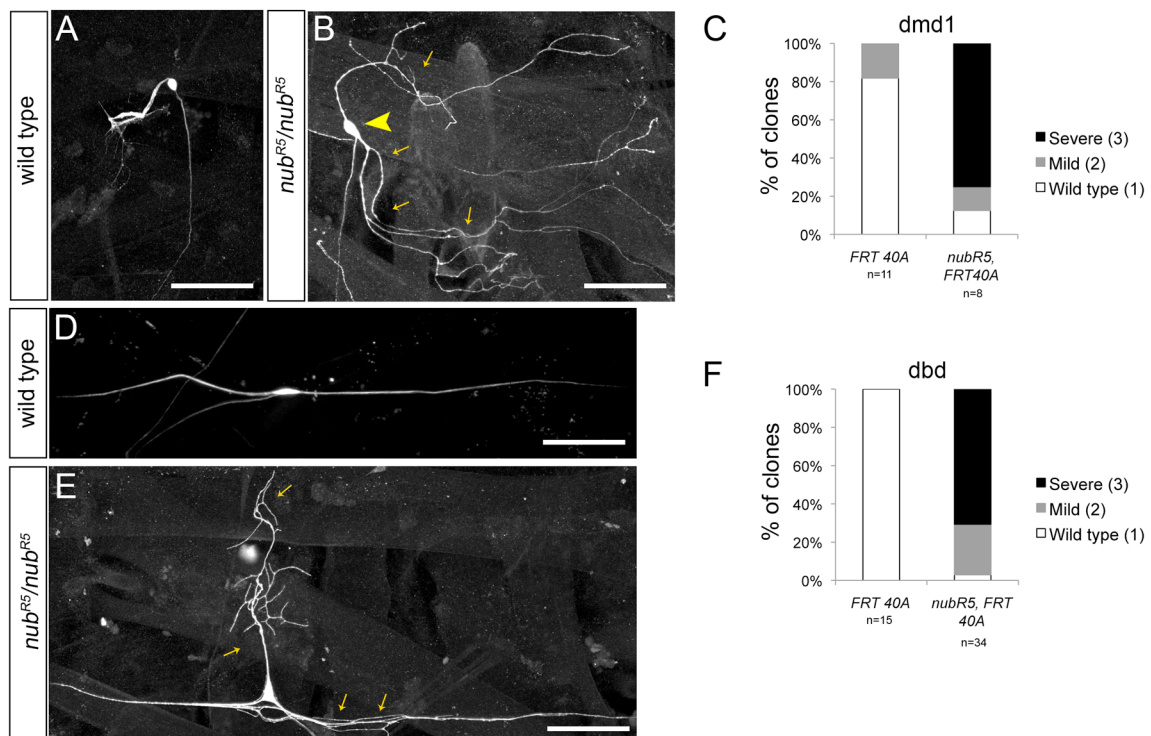 A
wild type
B
nubR5/nubR5
C
dmd1
100%
80%
60%
40%
20%
0%
% of clones
FRT 40A
n=11
nubR5,
FRT40A
n=8
Severe (3)
Mild (2)
Wild type (1)
D
wild type
E
nubR5/nubR5
F
dbd
100%
80%
60%
40%
20%
0%
% of clones
FRT 40A
n=15
nubR5, FRT
40A
n=34
Severe (3)
Mild (2)
Wild type (1)